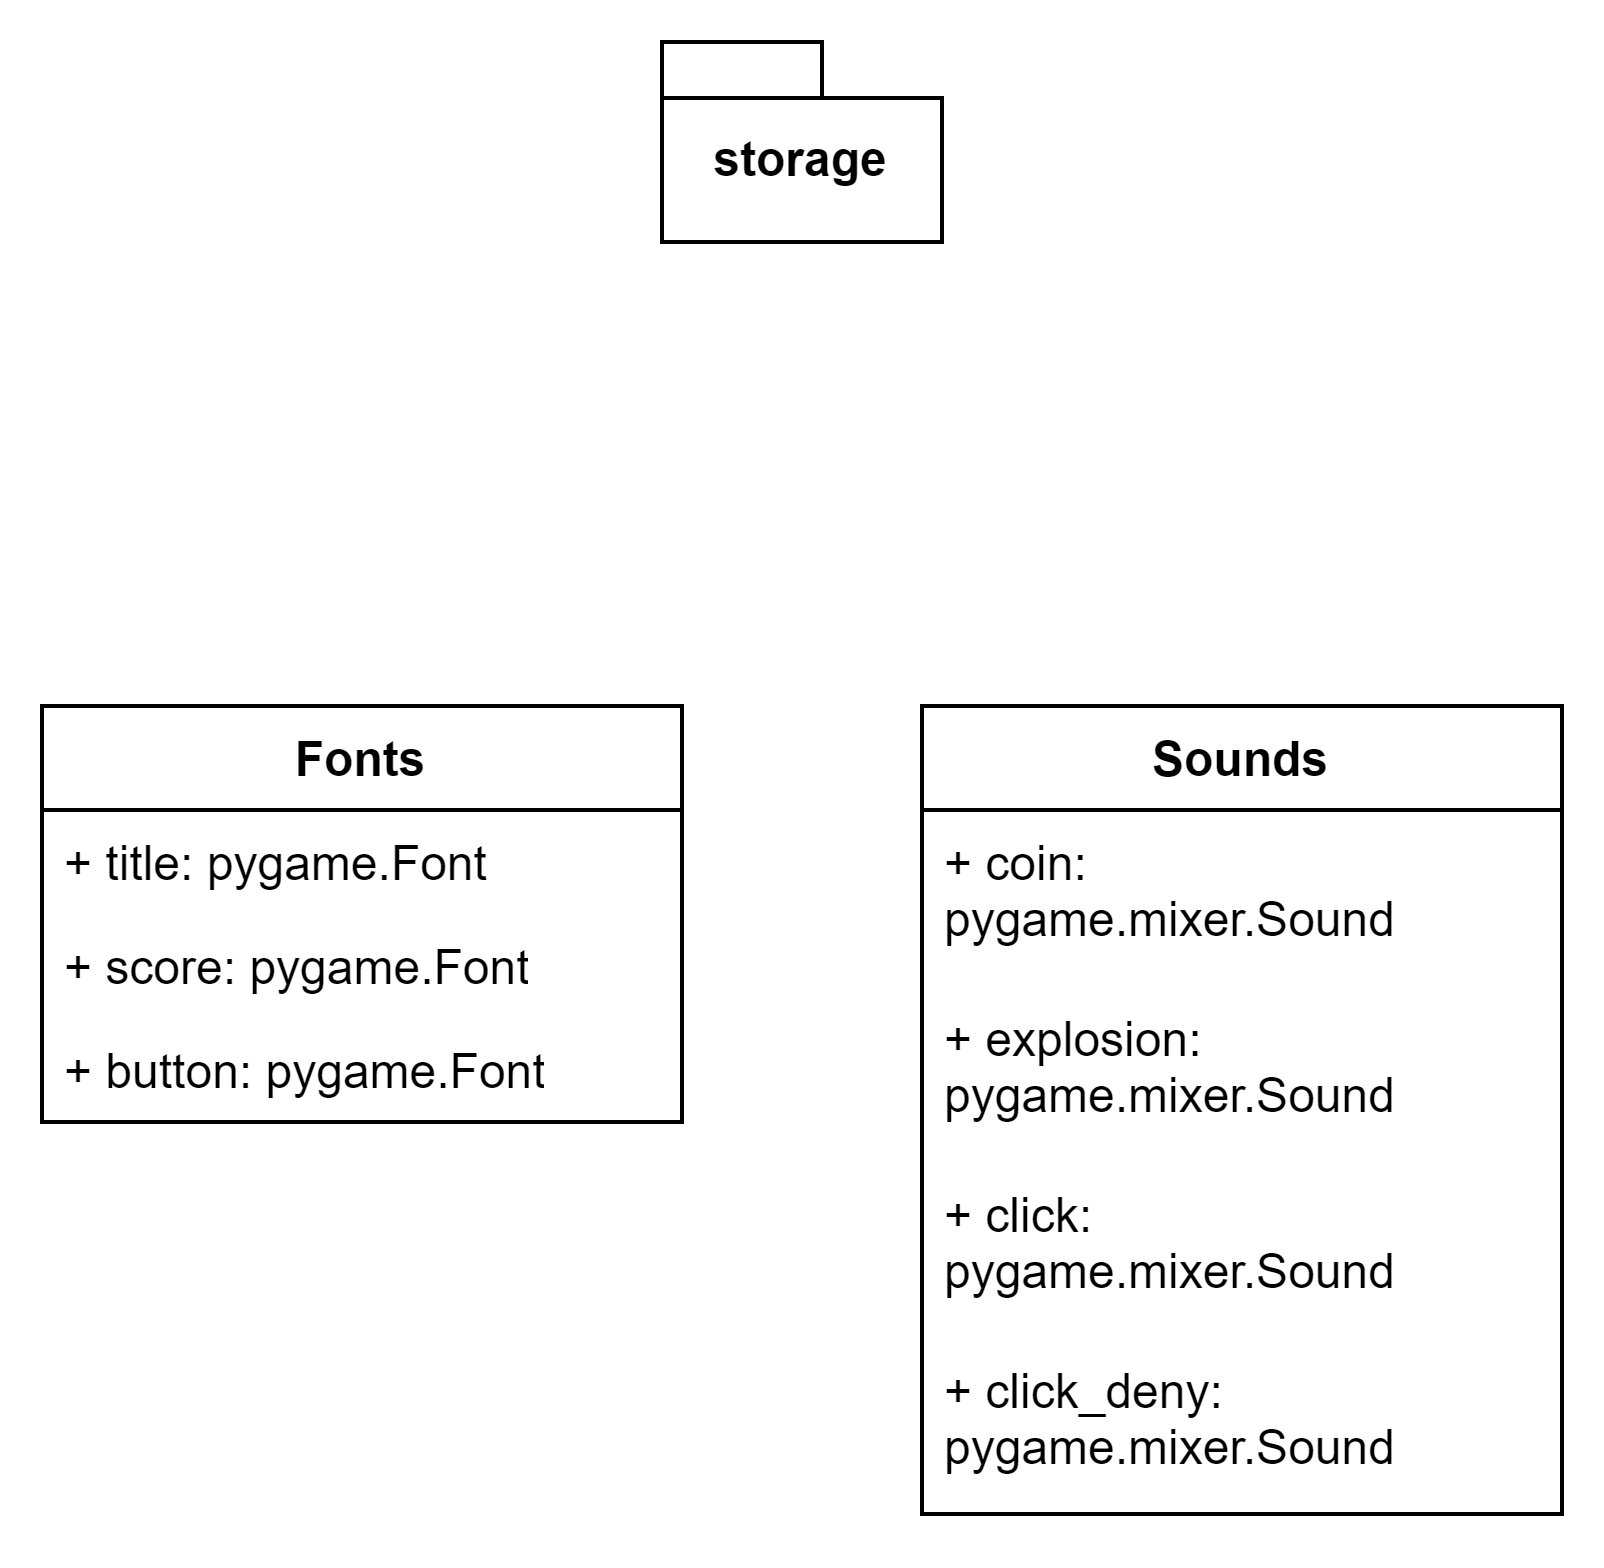 storage
Fonts
+ title: pygame.Font
+ score: pygame.Font
+ button: pygame.Font
Sounds
+ coin:
pygame.mixer.Sound
+ explosion:
pygame.mixer.Sound
+ click:
pygame.mixer.Sound
+ click_deny:
pygame.mixer.Sound